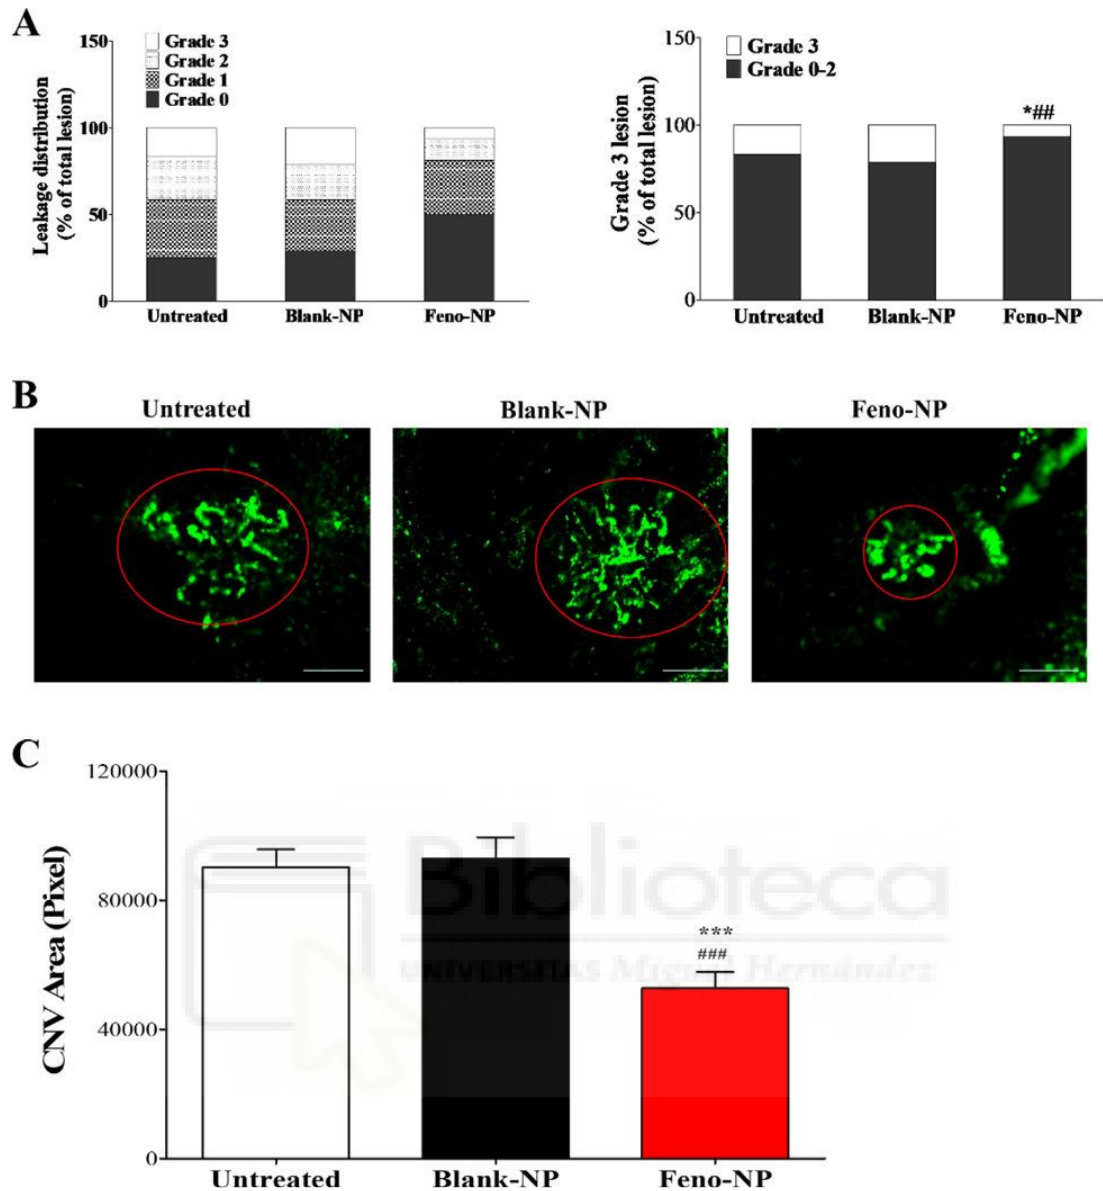 A
Leakage distribution
(% of total lesion)
150
100
50
0
Grade 3
Grade 2
Grade 1
Grade 0
Untreated Blank-NP Feno-NP
Grade 3 lesion
(% of total lesion)
150
100
50
0
Grade 3
Grade 0-2
*##
Untreated Blank-NP Feno-NP
B
Untreated Blank-NP Feno-NP
C
CNV Area (Pixel)
120000
80000
40000
0
***
###
Biblioteca
UNIVERSITAS Miguel Hernández
Untreated Blank-NP Feno-NP